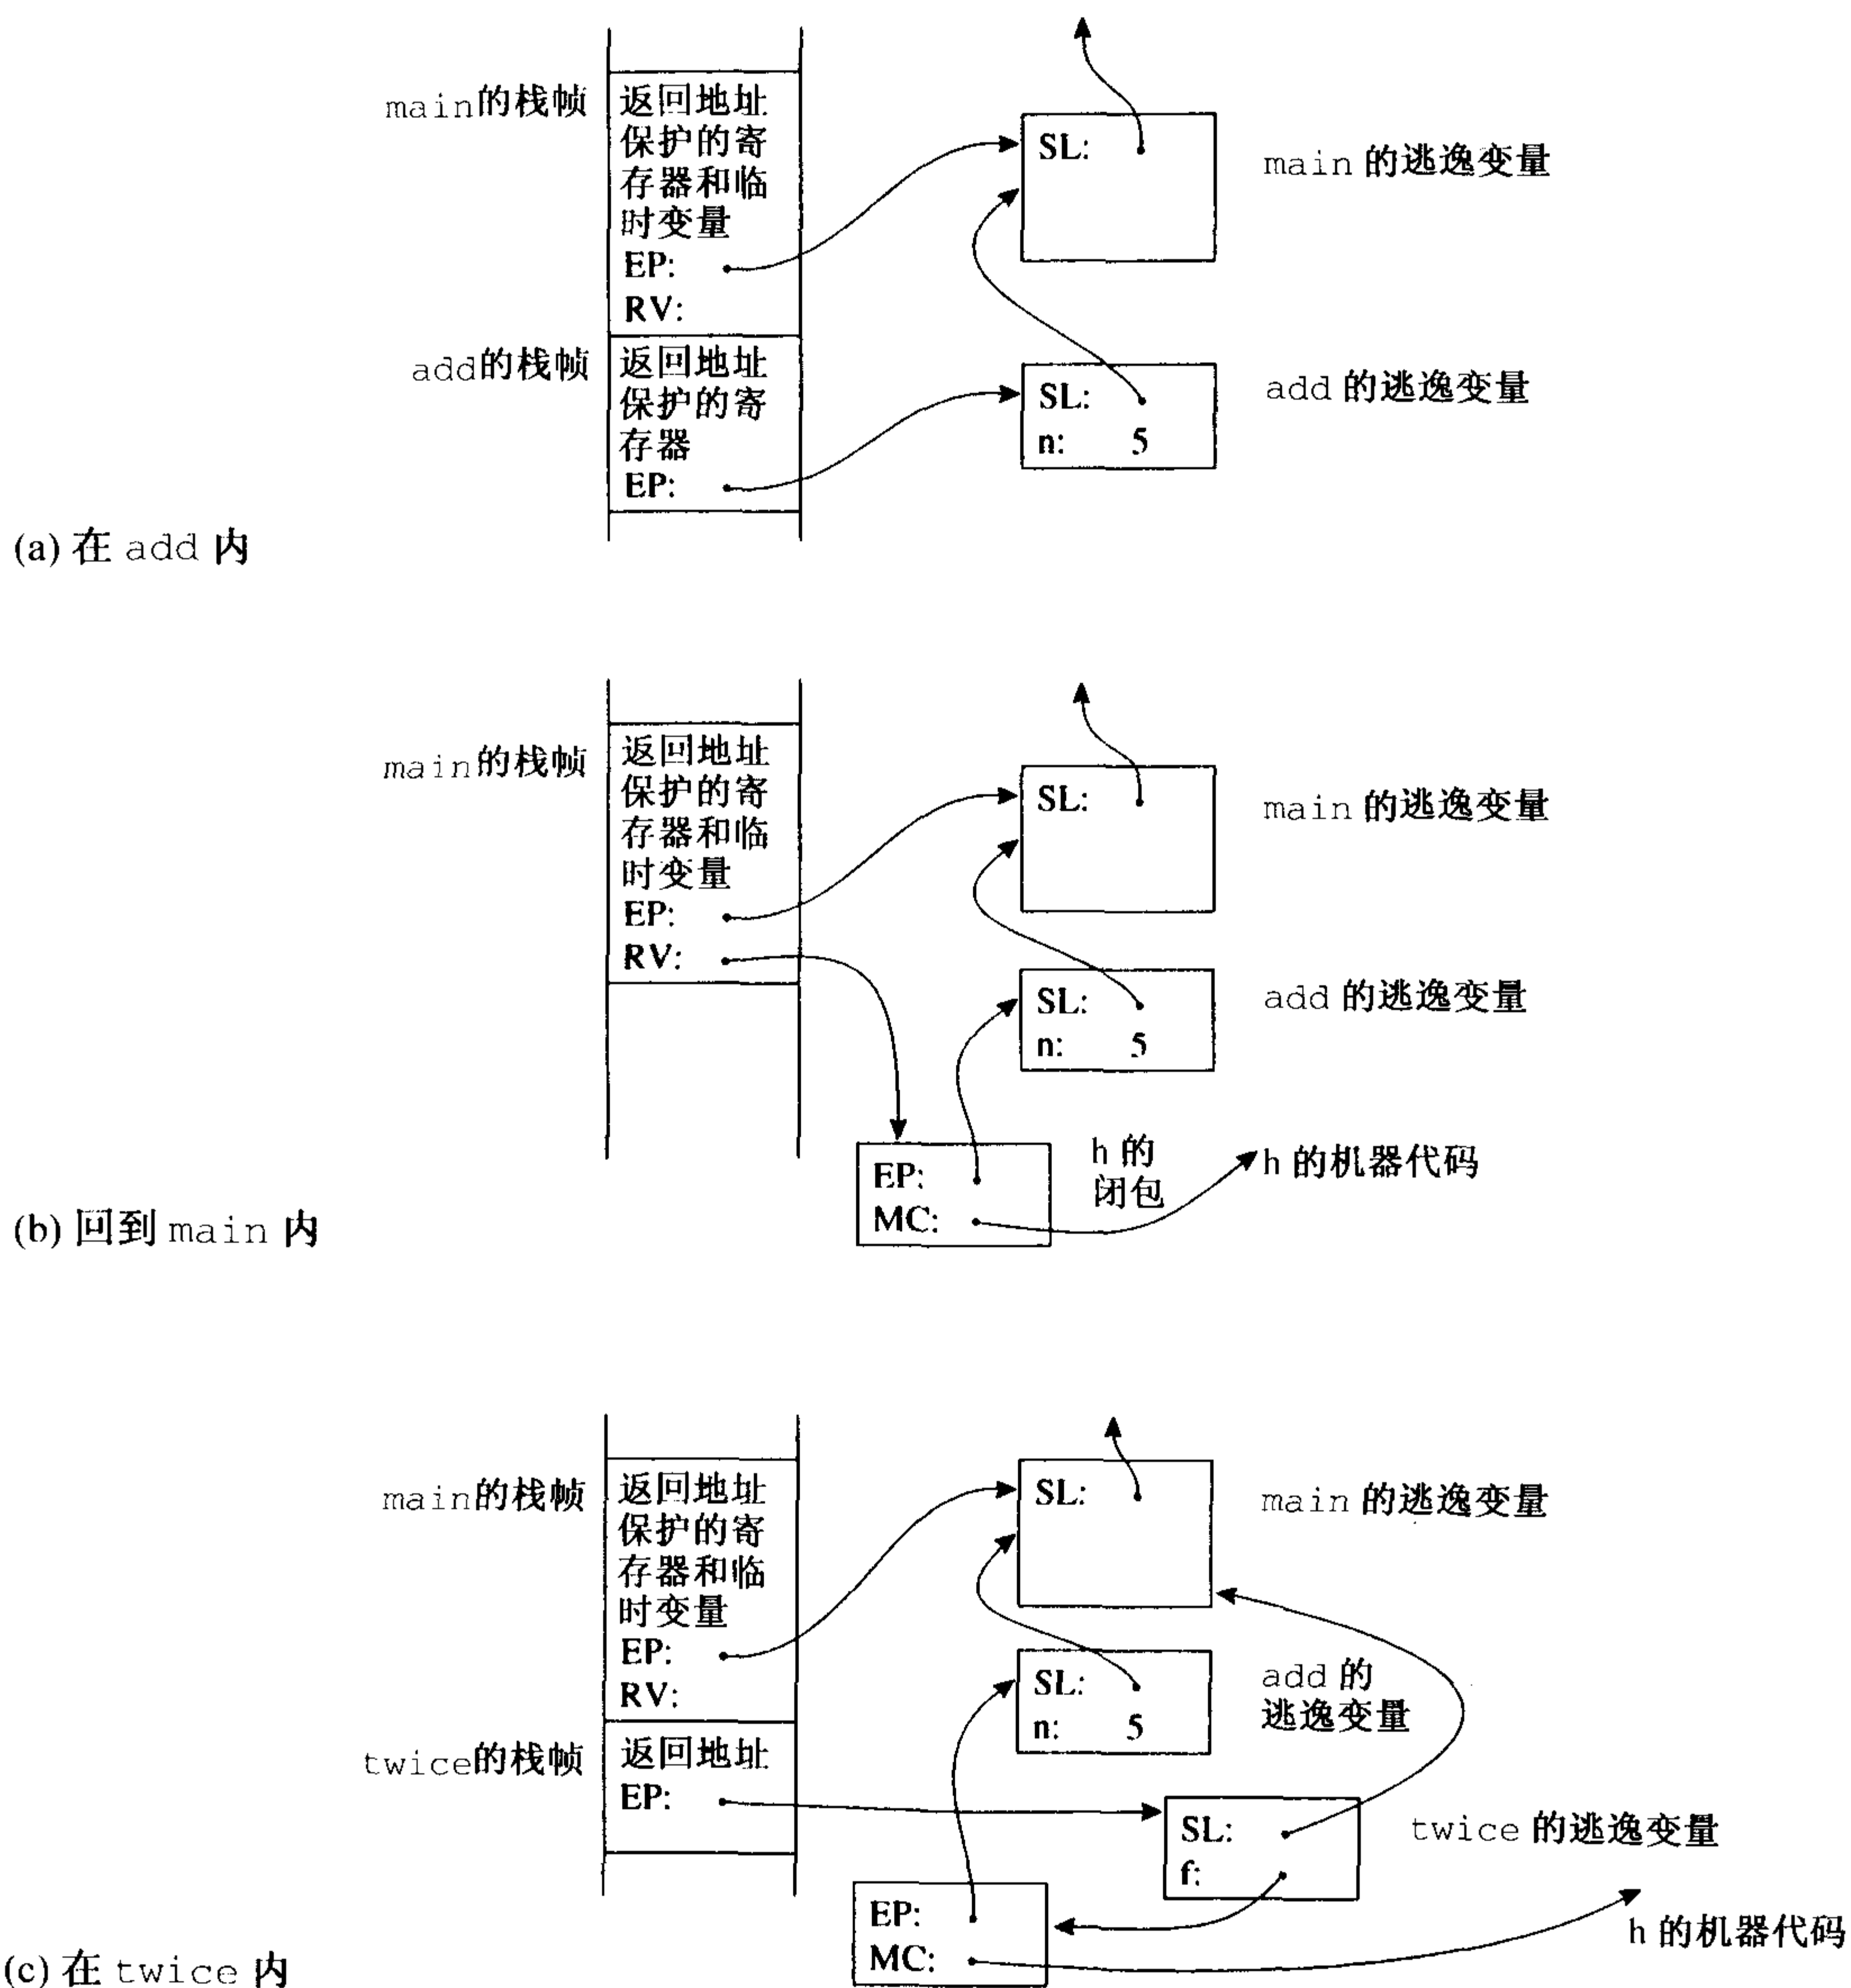 main的栈帧
返回地址
保护的寄
存器和临
时变量
EP:
RV:
SL:
main 的逃逸变量
add的栈帧
返回地址
保护的寄
存器
EP:
SL:
n: 5
add 的逃逸变量
(a) 在 add 内
main的栈帧
返回地址
保护的寄
存器和临
时变量
EP:
RV:
SL:
main 的逃逸变量
SL:
n: 5
add 的逃逸变量
EP:
MC:
h 的
闭包
h 的机器代码
(b) 回到 main 内
main的栈帧
返回地址
保护的寄
存器和临
时变量
EP:
RV:
SL:
main 的逃逸变量
SL:
n: 5
add 的
逃逸变量
twice的栈帧
返回地址
EP:
SL:
f:
twice 的逃逸变量
EP:
MC:
h 的机器代码
(c) 在 twice 内